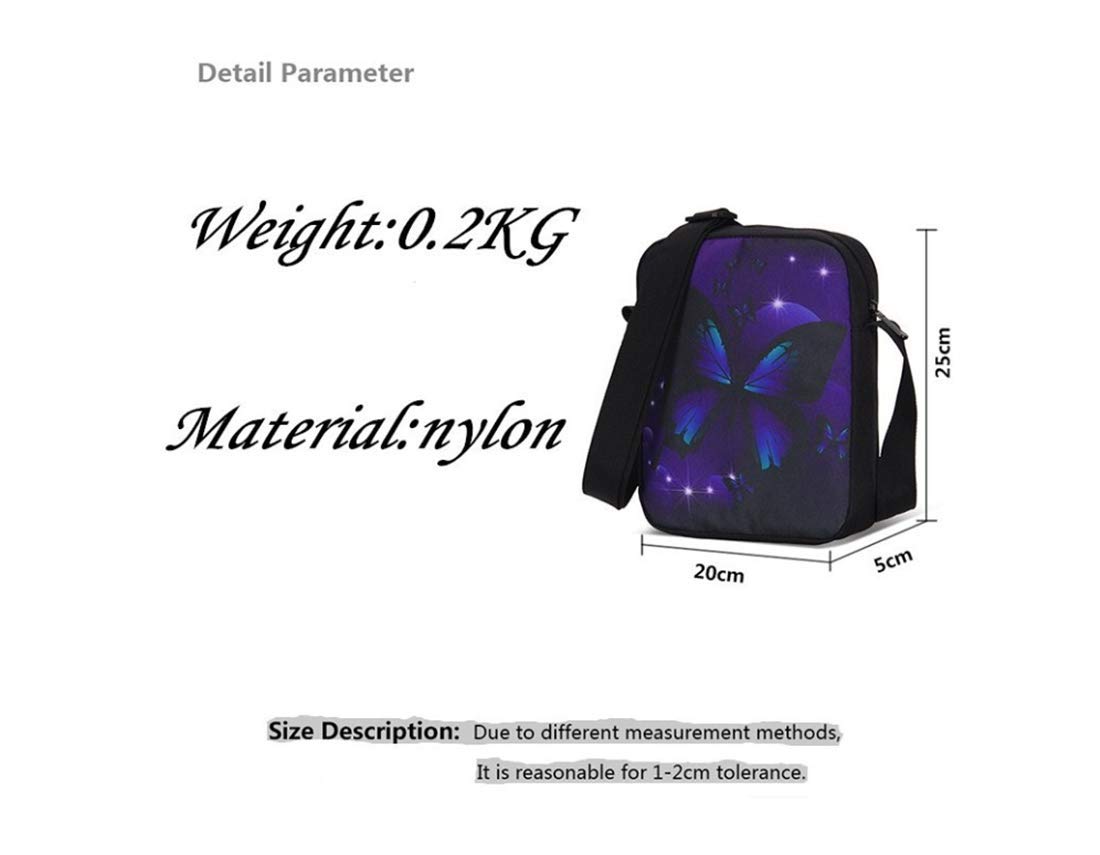 Detail Parameter
Weight:0.2KG
Material:nylon
25cm
20cm
5cm
Size Description: Due to different measurement methods,
It is reasonable for 1-2cm tolerance.